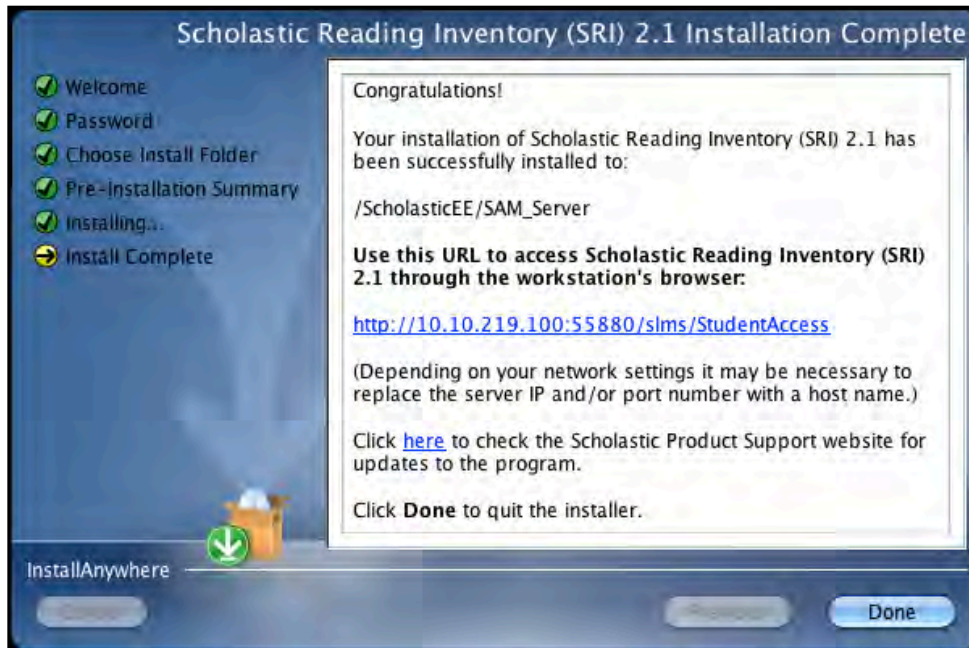 Scholastic Reading Inventory (SRI) 2.1 Installation Complete
Welcome
Password
Choose Install Folder
Pre-Installation Summary
Installing...
Install Complete
Congratulations!
Your installation of Scholastic Reading Inventory (SRI) 2.1 has
been successfully installed to:
/ScholasticEE/SAM_Server
Use this URL to access Scholastic Reading Inventory (SRI)
2.1 through the workstation's browser:
http://10.10.219.100:55880/slms/StudentAccess
(Depending on your network settings it may be necessary to
replace the server IP and/or port number with a host name.)
Click here to check the Scholastic Product Support website for
updates to the program.
Click Done to quit the installer.
InstallAnywhere
Done